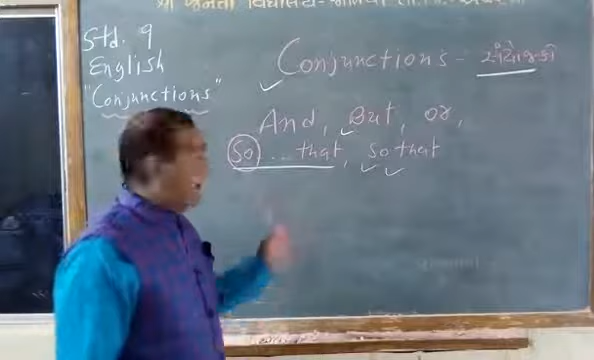 Std. 9
English
"Conjunctions"
Conjunctions - સંયોજકો
And, But, or,
So ... that, so that